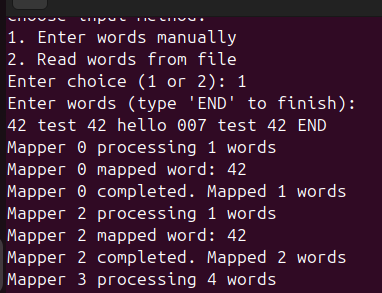 Choose input method:
1. Enter words manually
2. Read words from file
Enter choice (1 or 2): 1
Enter words (type 'END' to finish):
42 test 42 hello 007 test 42 END
Mapper 0 processing 1 words
Mapper 0 mapped word: 42
Mapper 0 completed. Mapped 1 words
Mapper 2 processing 1 words
Mapper 2 mapped word: 42
Mapper 2 completed. Mapped 2 words
Mapper 3 processing 4 words